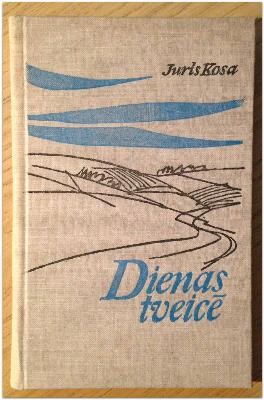 Juris Kosa
Dienas
tveicē